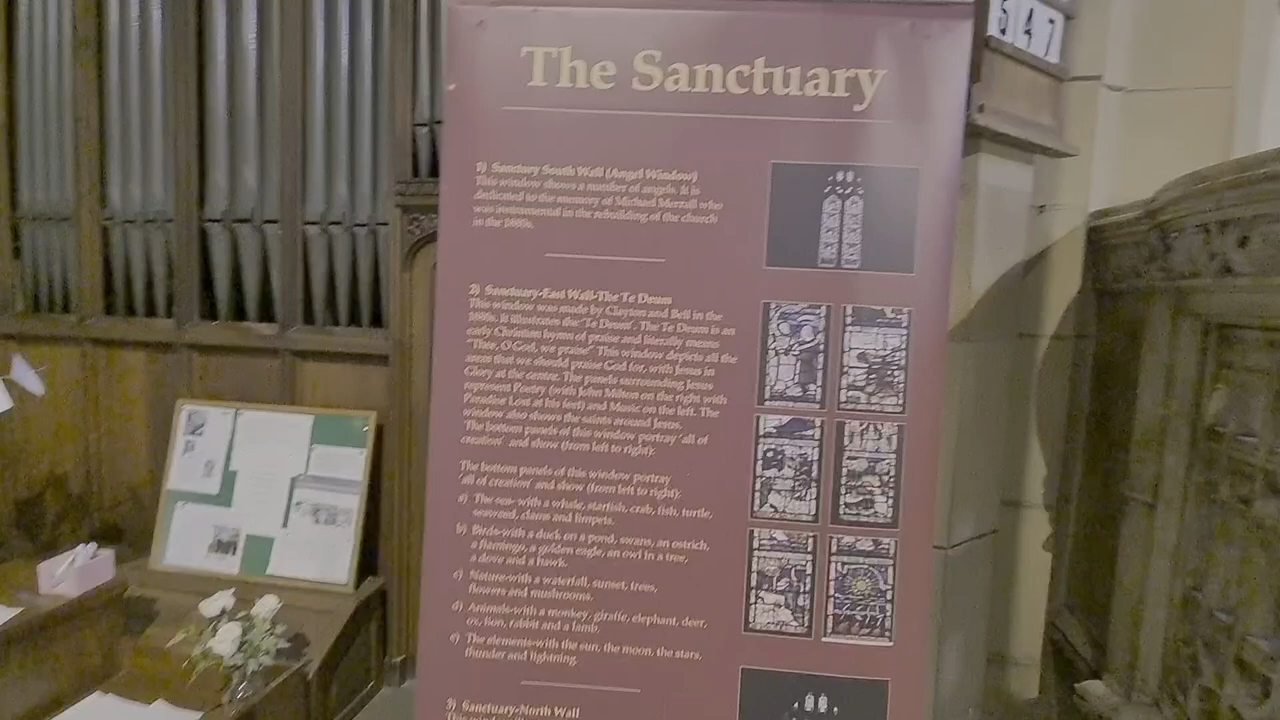 The Sanctuary
5 4 7
1) Sanctuary South Wall (Angel Window)
This window shows a number of angels. It is
dedicated to the memory of Michael Merzall who
was instrumental in the rebuilding of the church
in the 1880s.
2) Sanctuary-East Wall-The Te Deum
This window was made by Clayton and Bell in the
1880s. It illustrates the 'Te Deum'. The Te Deum is an
early Christian hymn of praise and literally means
"Thee, O God, we praise" This window depicts all the
areas that we should praise God for, with Jesus in
Glory at the centre. The panels surrounding Jesus
represent Poetry (with John Milton on the right with
Paradise Lost at his feet) and Music on the left. The
window also shows the saints around Jesus.
The bottom panels of this window portray 'all of
creation' and show (from left to right):
The bottom panels of this window portray
'all of creation' and show (from left to right):
a) The sea- with a whale, starfish, crab, fish, turtle,
seaweed, clams and limpets.
b) Birds-with a duck on a pond, swans, an ostrich,
a flamingo, a golden eagle, an owl in a tree,
a dove and a hawk.
c) Nature-with a waterfall, sunset, trees,
flowers and mushrooms.
d) Animals-with a monkey, giraffe, elephant, deer,
ox, lion, rabbit and a lamb.
e) The elements-with the sun, the moon, the stars,
thunder and lightning.
3) Sanctuary-North Wall
This window